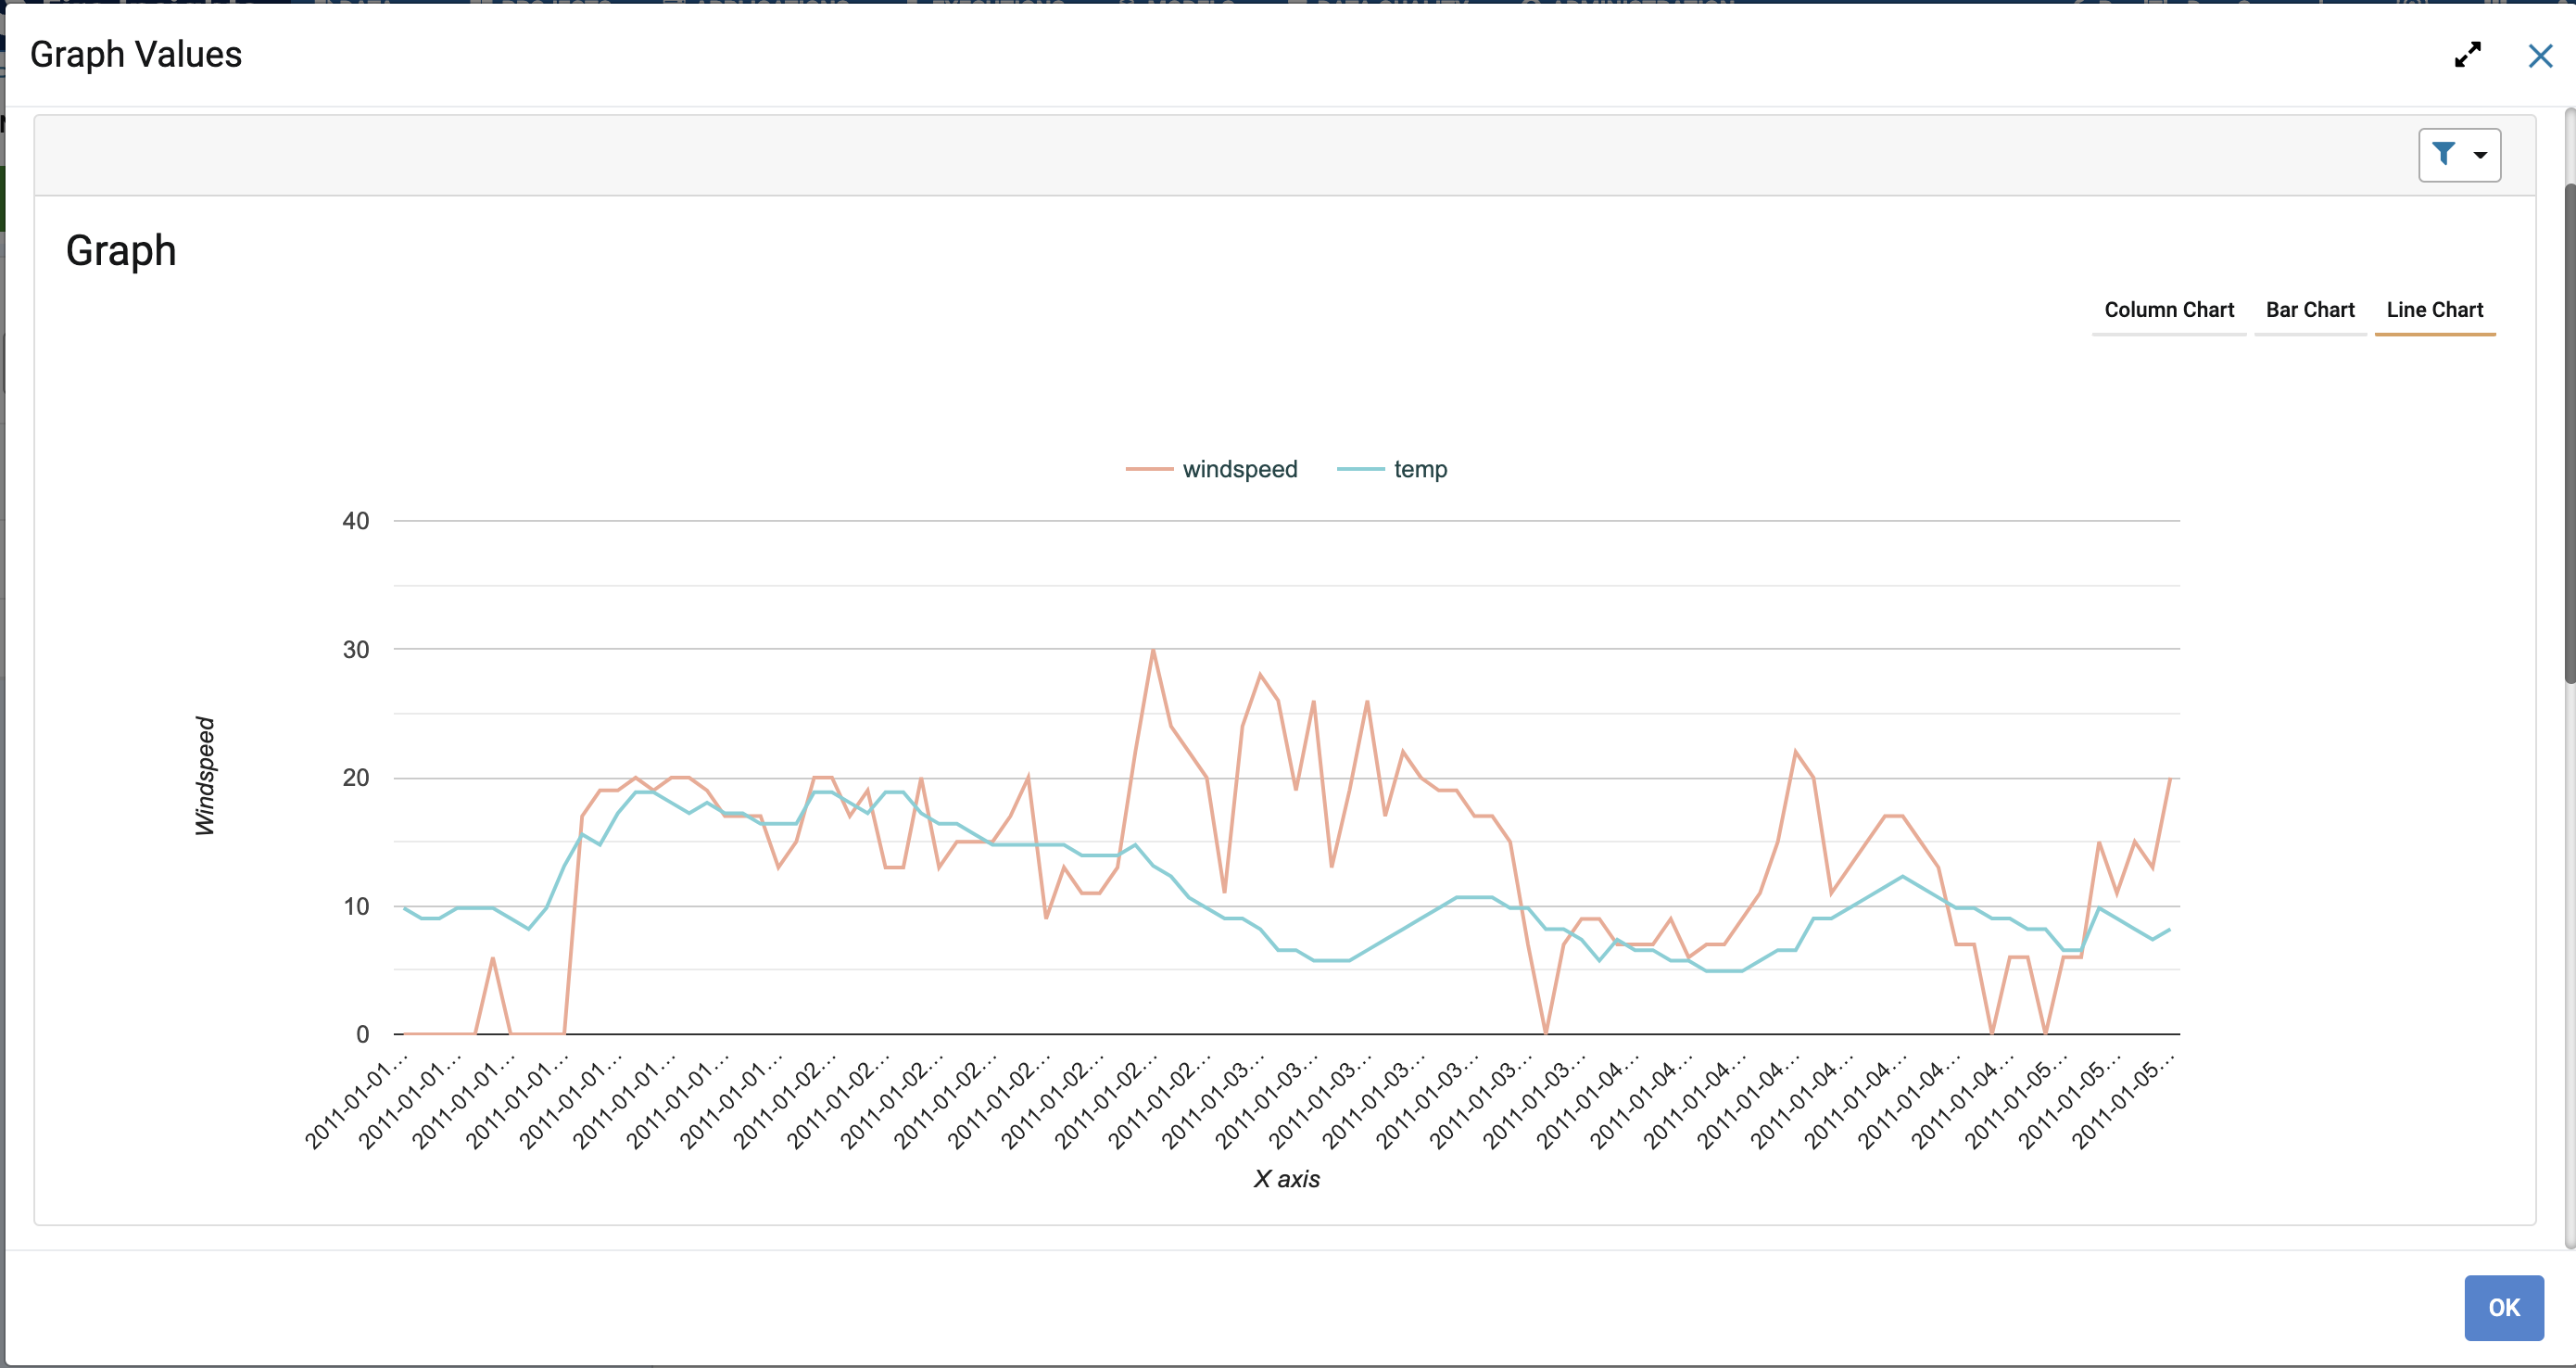 Graph Values
Graph
Column Chart Bar Chart Line Chart
windspeed temp
40
30
20
10
0
Windspeed
2011-01-01... 2011-01-01... 2011-01-01... 2011-01-01... 2011-01-01... 2011-01-01... 2011-01-01... 2011-01-01... 2011-01-02... 2011-01-02... 2011-01-02... 2011-01-02... 2011-01-02... 2011-01-02... 2011-01-02... 2011-01-02... 2011-01-03... 2011-01-03... 2011-01-03... 2011-01-03... 2011-01-03... 2011-01-03... 2011-01-03... 2011-01-04... 2011-01-04... 2011-01-04... 2011-01-04... 2011-01-04... 2011-01-04... 2011-01-04... 2011-01-04... 2011-01-05... 2011-01-05... 2011-01-05...
X axis
OK